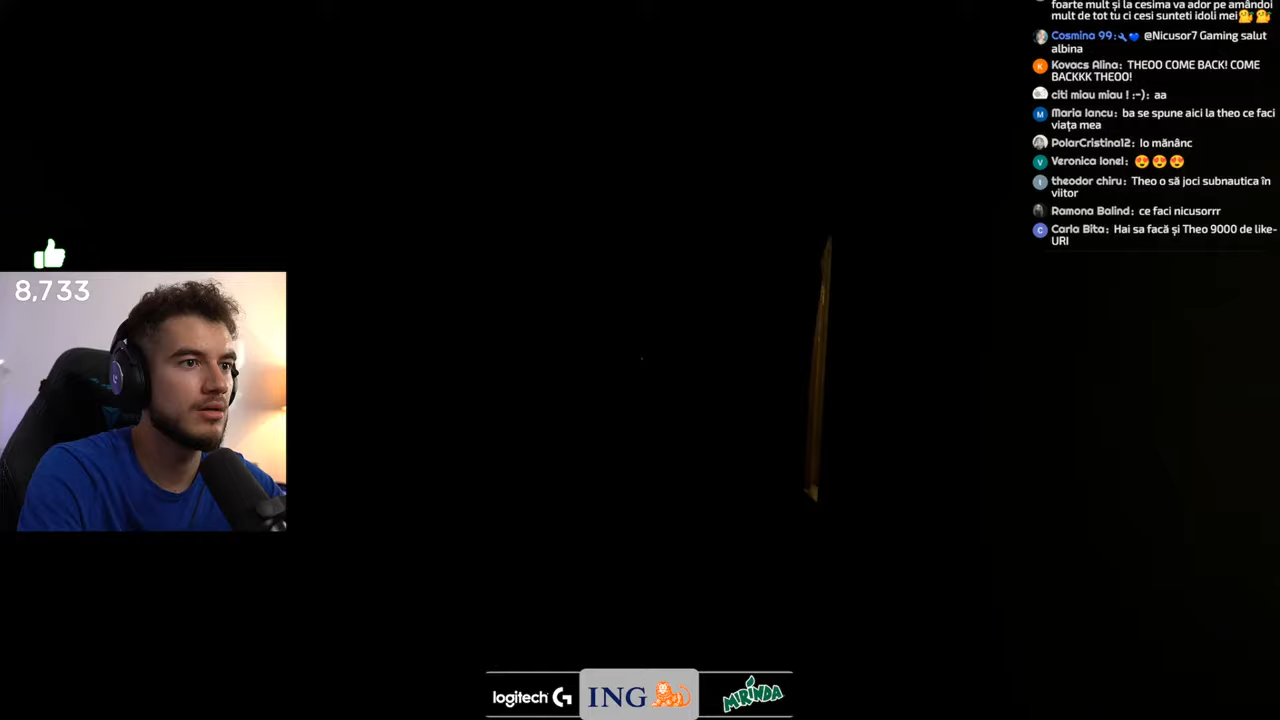 foarte mult și la cesima va ador pe amândoi
mult de tot tu ci cesi sunteti idoli mei🫠🫠
Cosmina 99:🔧💙 @Nicusor7 Gaming salut
albina
Kovacs Alina: THEOO COME BACK! COME
BACKKK THEOO!
citi miau miau ! :-): aa
Maria Iancu: ba se spune aici la theo ce faci
viața mea
PolarCristina12: Io mănânc
Veronica Ionel: 😍😍😍
theodor chiru: Theo o să joci subnautica în
viitor
Ramona Balind: ce faci nicusorrr
Carla Bita: Hai sa facă și Theo 9000 de like-
URI
8,733
logitech G
ING
MIRINDA